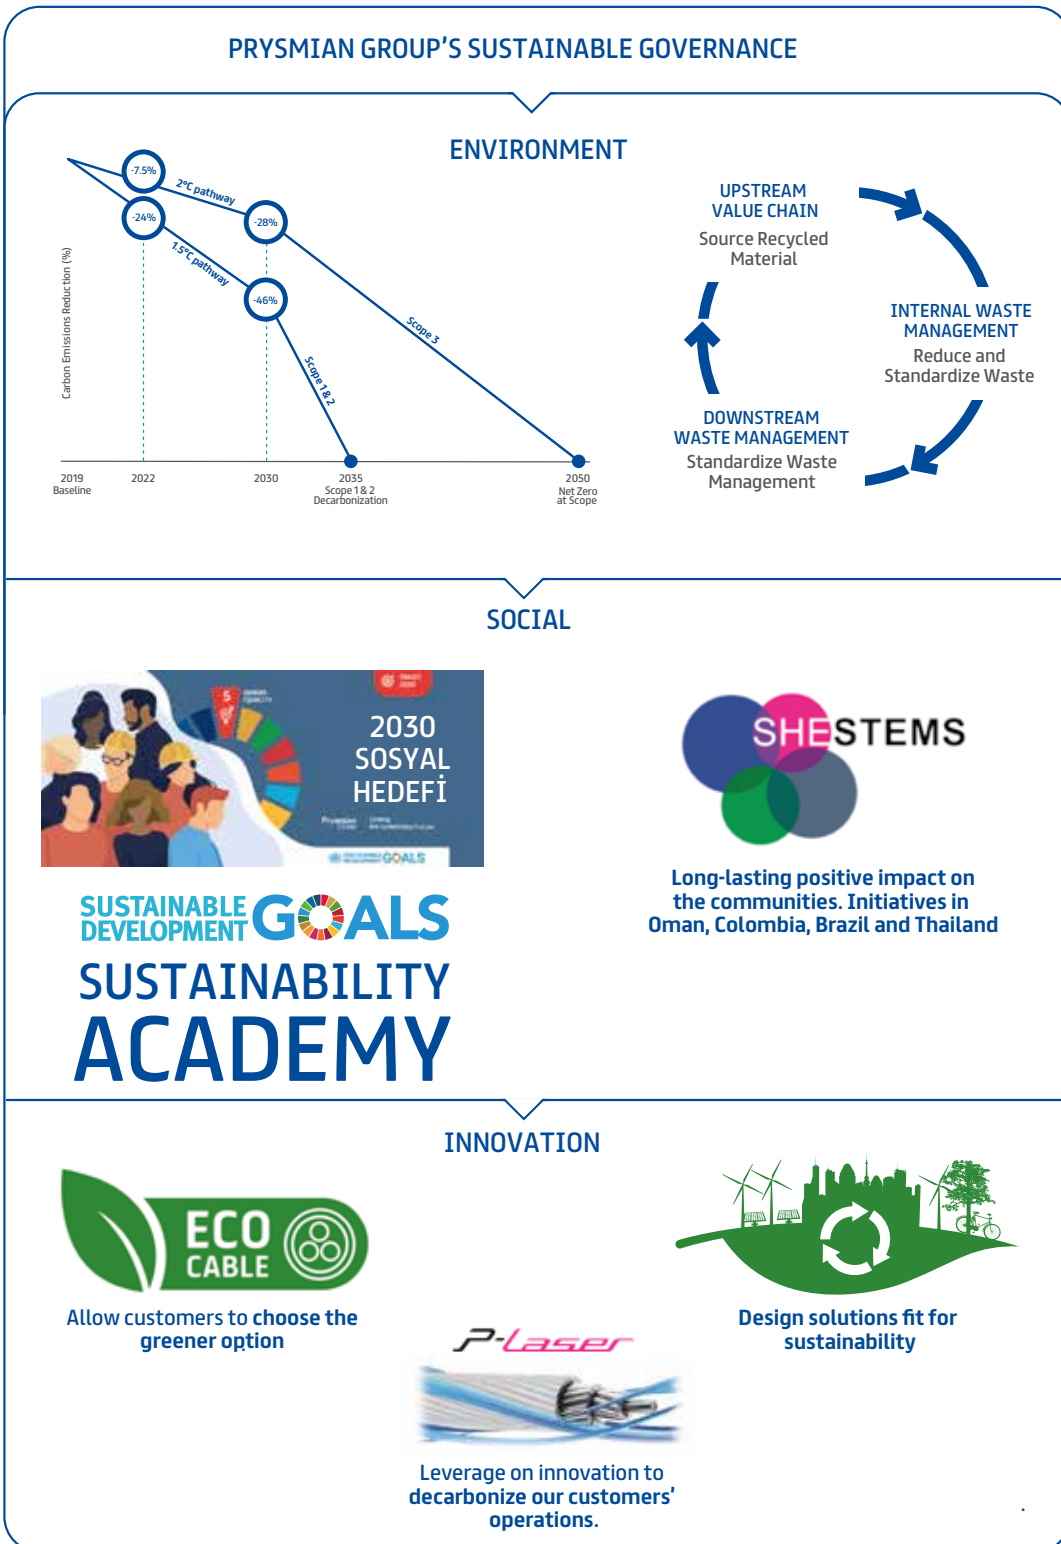 PRYSMIAN GROUP'S SUSTAINABLE GOVERNANCE
ENVIRONMENT
Carbon Emissions Reduction (%)
-7.5%
-24%
2°C pathway
1.5°C pathway
-28%
-46%
Scope 1 & 2
Scope 3
2019
Baseline
2022
2030
2035
Scope 1 & 2
Decarbonization
2050
Net Zero
at Scope
UPSTREAM
VALUE CHAIN
Source Recycled
Material
INTERNAL WASTE
MANAGEMENT
Reduce and
Standardize Waste
DOWNSTREAM
WASTE MANAGEMENT
Standardize Waste
Management
SOCIAL
5
2030
SOSYAL
HEDEFİ
Prysmian
GOALS
SUSTAINABLE
DEVELOPMENT GOALS
SUSTAINABILITY
ACADEMY
SHESTEMS
Long-lasting positive impact on
the communities. Initiatives in
Oman, Colombia, Brazil and Thailand
INNOVATION
ECO
CABLE
Allow customers to choose the
greener option
P-Laser
Leverage on innovation to
decarbonize our customers'
operations.
Design solutions fit for
sustainability